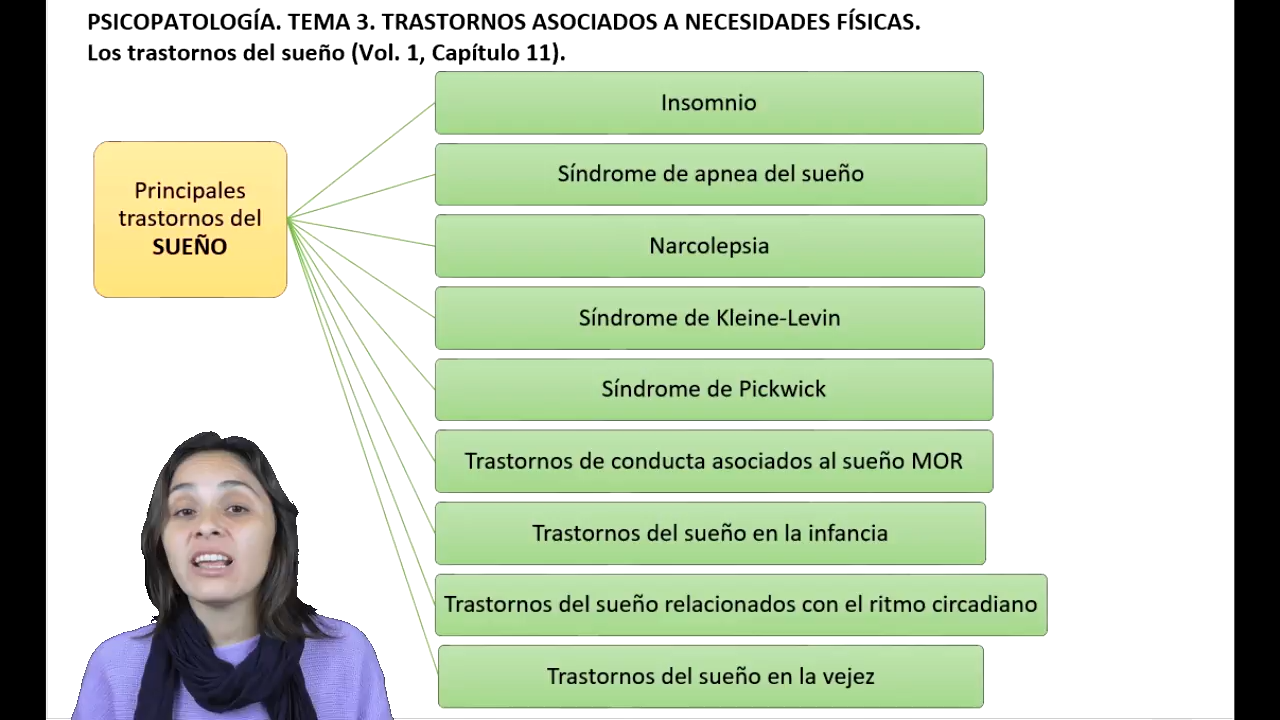 PSICOPATOLOGÍA. TEMA 3. TRASTORNOS ASOCIADOS A NECESIDADES FÍSICAS.
Los trastornos del sueño (Vol. 1, Capítulo 11).
Principales
trastornos del
SUEÑO
Insomnio
Síndrome de apnea del sueño
Narcolepsia
Síndrome de Kleine-Levin
Síndrome de Pickwick
Trastornos de conducta asociados al sueño MOR
Trastornos del sueño en la infancia
Trastornos del sueño relacionados con el ritmo circadiano
Trastornos del sueño en la vejez